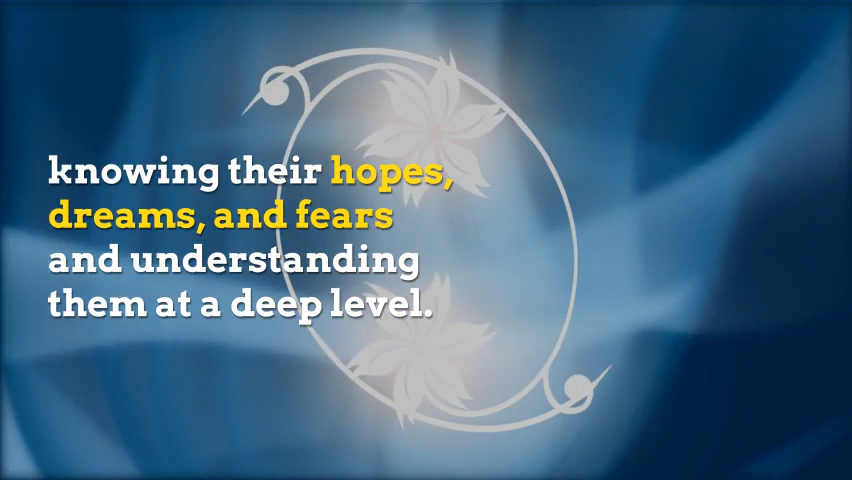 knowing their hopes,
dreams, and fears
and understanding
them at a deep level.